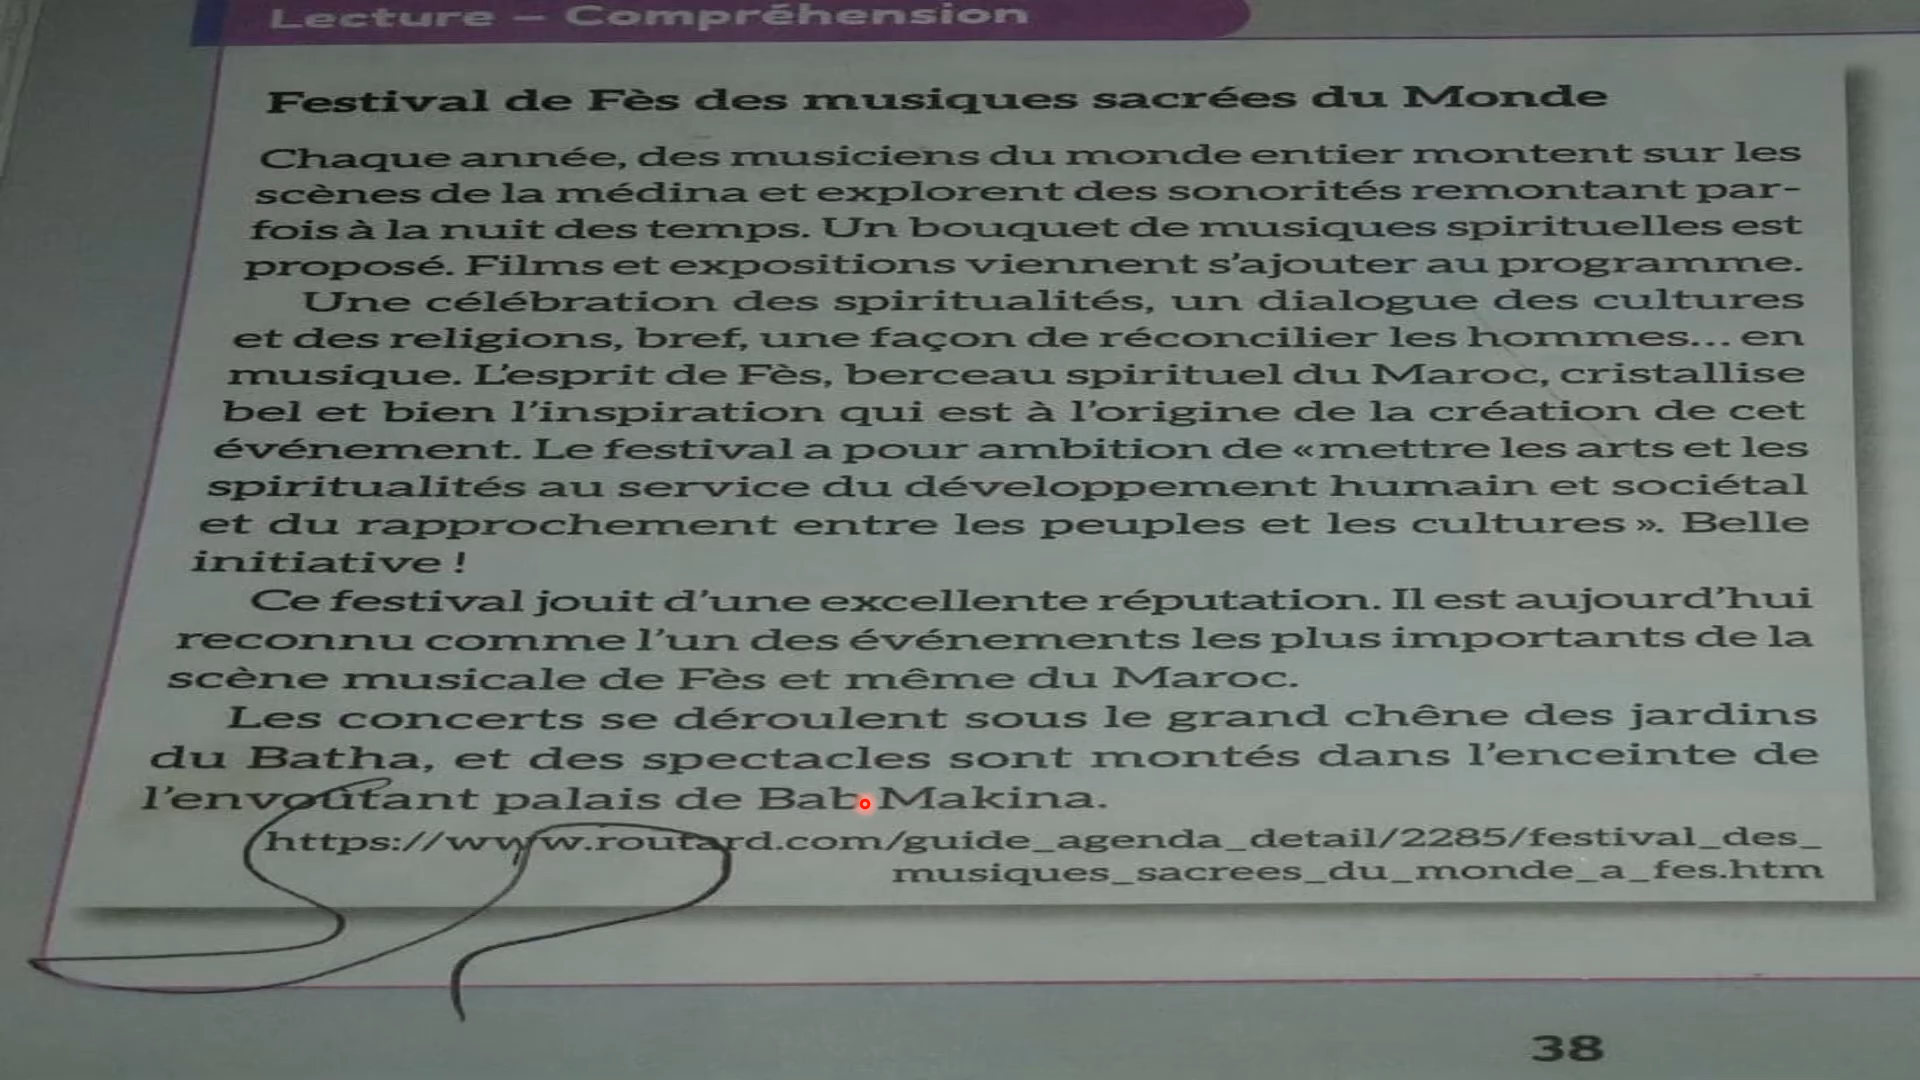 Lecture – Compréhension
Festival de Fès des musiques sacrées du Monde
Chaque année, des musiciens du monde entier montent sur les
scènes de la médina et explorent des sonorités remontant par-
fois à la nuit des temps. Un bouquet de musiques spirituelles est
proposé. Films et expositions viennent s'ajouter au programme.
Une célébration des spiritualités, un dialogue des cultures
et des religions, bref, une façon de réconcilier les hommes... en
musique. L'esprit de Fès, berceau spirituel du Maroc, cristallise
bel et bien l'inspiration qui est à l'origine de la création de cet
événement. Le festival a pour ambition de «mettre les arts et les
spiritualités au service du développement humain et sociétal
et du rapprochement entre les peuples et les cultures». Belle
initiative !
Ce festival jouit d'une excellente réputation. Il est aujourd'hui
reconnu comme l'un des événements les plus importants de la
scène musicale de Fès et même du Maroc.
Les concerts se déroulent sous le grand chêne des jardins
du Batha, et des spectacles sont montés dans l'enceinte de
l'envoûtant palais de Bab Makina.
https://www.routard.com/guide_agenda_detail/2285/festival_des_
musiques_sacrees_du_monde_a_fes.htm
38